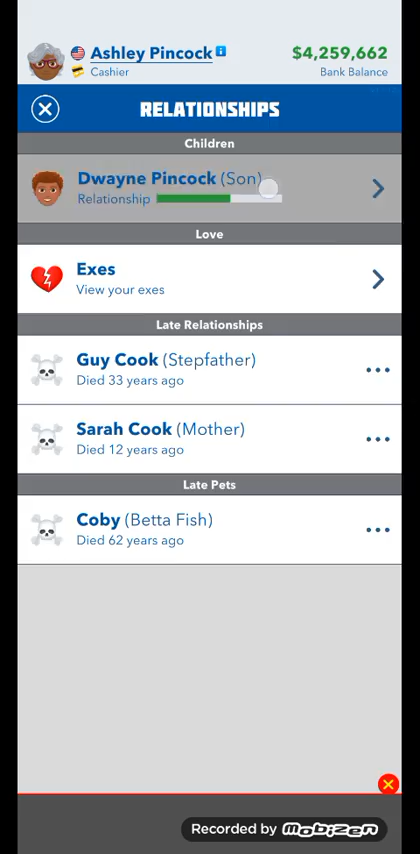 Ashley Pincock
$4,259,662
Cashier
Bank Balance
RELATIONSHIPS
Children
Dwayne Pincock (Son)
Relationship
Love
Exes
View your exes
Late Relationships
Guy Cook (Stepfather)
Died 33 years ago
Sarah Cook (Mother)
Died 12 years ago
Late Pets
Coby (Betta Fish)
Died 62 years ago
Recorded by mobizen